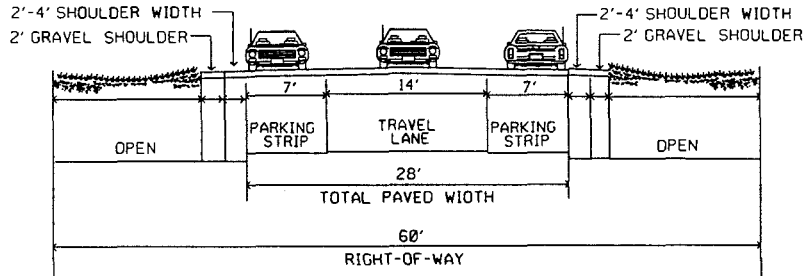 2'-4' SHOULDER WIDTH
2' GRAVEL SHOULDER
2'-4' SHOULDER WIDTH
2' GRAVEL SHOULDER
7' 14' 7'
OPEN
PARKING STRIP
TRAVEL LANE
PARKING STRIP
OPEN
28'
TOTAL PAVED WIDTH
60'
RIGHT-OF-WAY